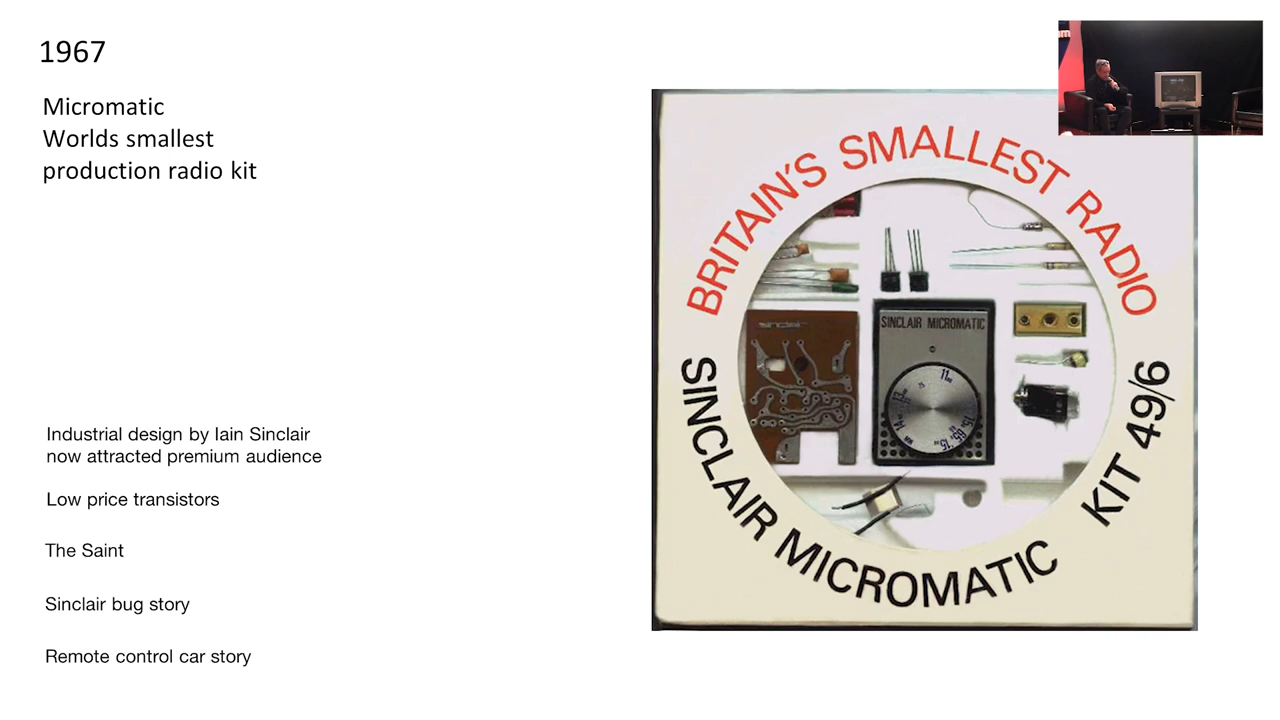 1967
Micromatic
Worlds smallest
production radio kit
Industrial design by Iain Sinclair
now attracted premium audience
Low price transistors
The Saint
Sinclair bug story
Remote control car story
BRITAIN'S SMALLEST RADIO
SINCLAIR MICROMATIC
SINCLAIR MICROMATIC KIT 49/6